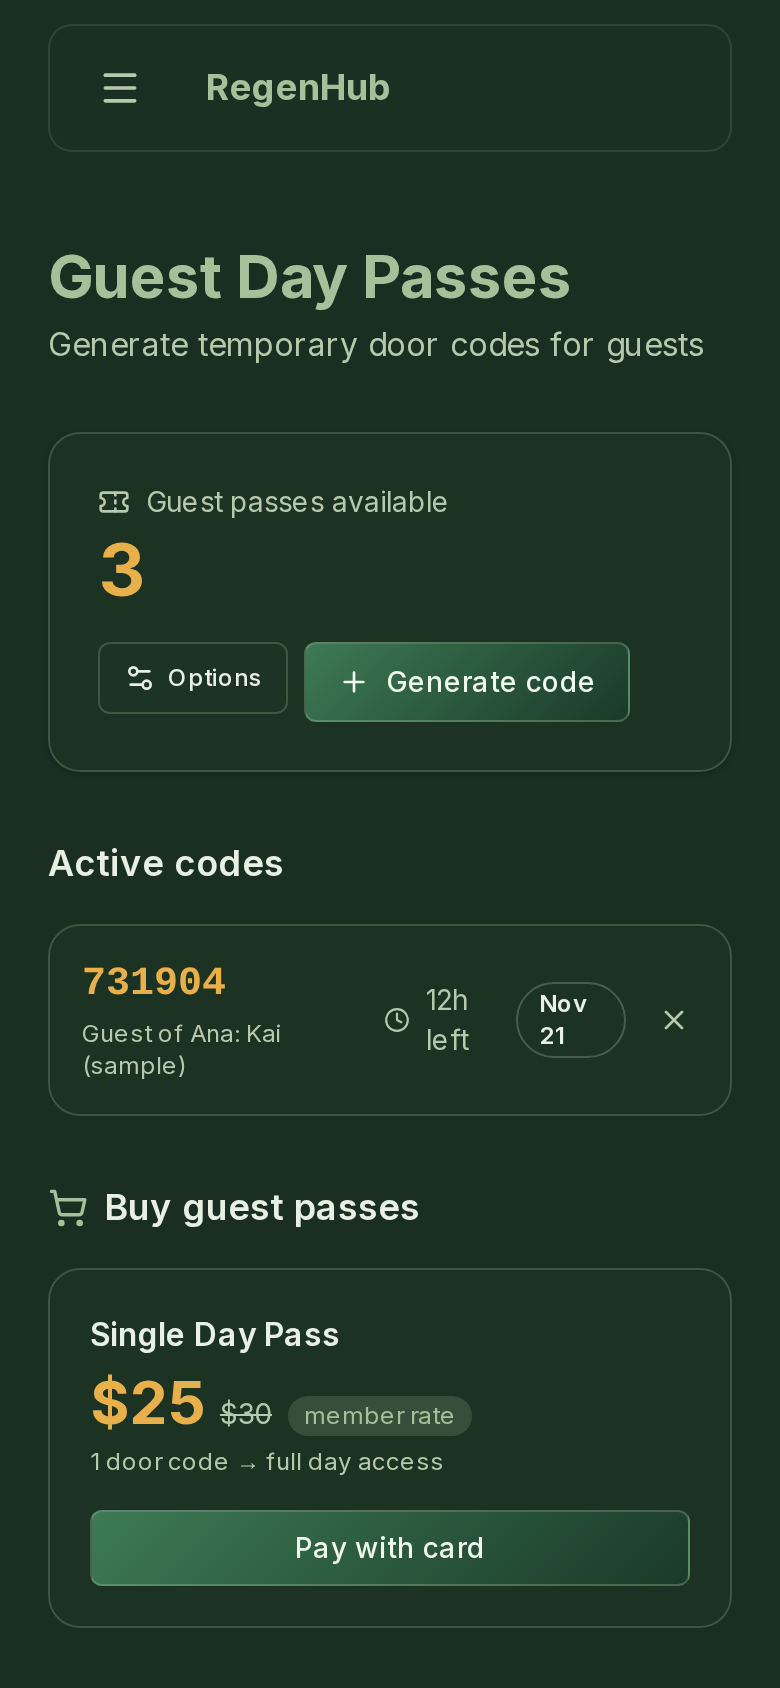 RegenHub
Guest Day Passes
Generate temporary door codes for guests
Guest passes available
3
Options
Generate code
Active codes
731904
Guest of Ana: Kai
(sample)
12h
left
Nov
21
Buy guest passes
Single Day Pass
$25 $30 member rate
1 door code → full day access
Pay with card